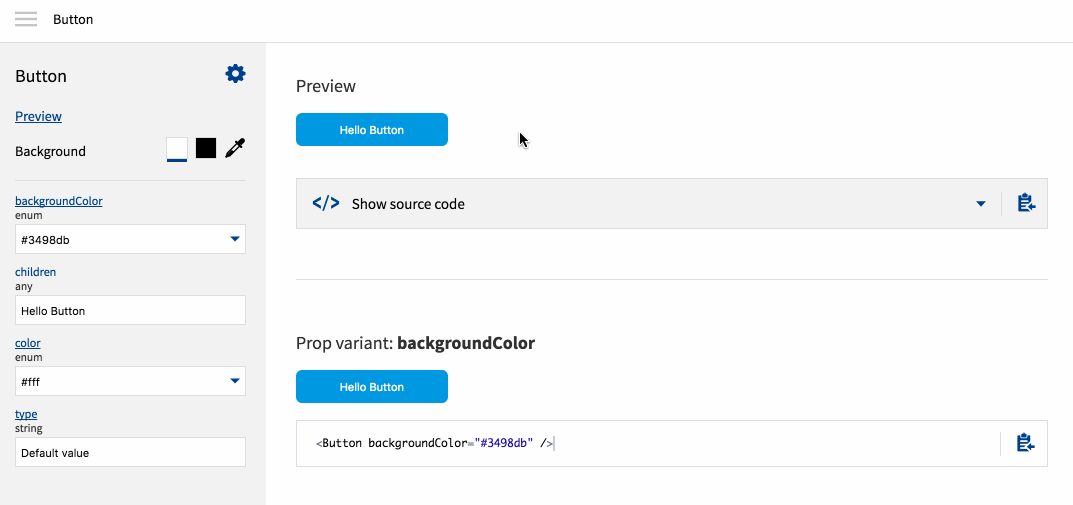 Button
Button
Preview
Background
backgroundColor
enum
#3498db
children
any
Hello Button
color
enum
#fff
type
string
Default value
Preview
Hello Button
</> Show source code
Prop variant: backgroundColor
Hello Button
<Button backgroundColor="#3498db" />